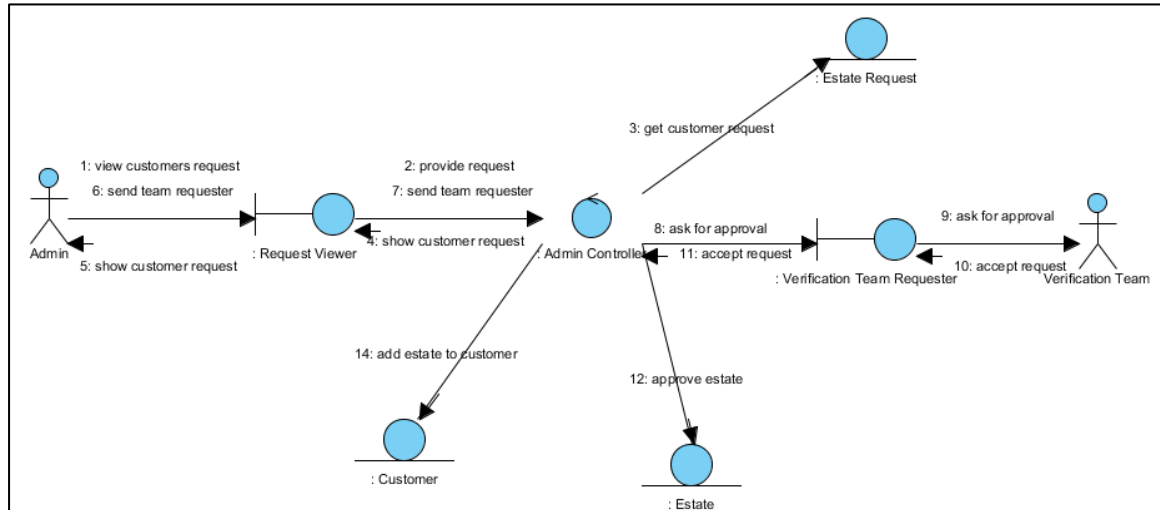 : Estate Request
3: get customer request
1: view customers request
2: provide request
6: send team requester
7: send team requester
9: ask for approval
8: ask for approval
4: show customer request
Admin
: Request Viewer
: Admin Controller
11: accept request
5: show customer request
10: accept request
: Verification Team Requester
Verification Team
14: add estate to customer
12: approve estate
: Customer
: Estate